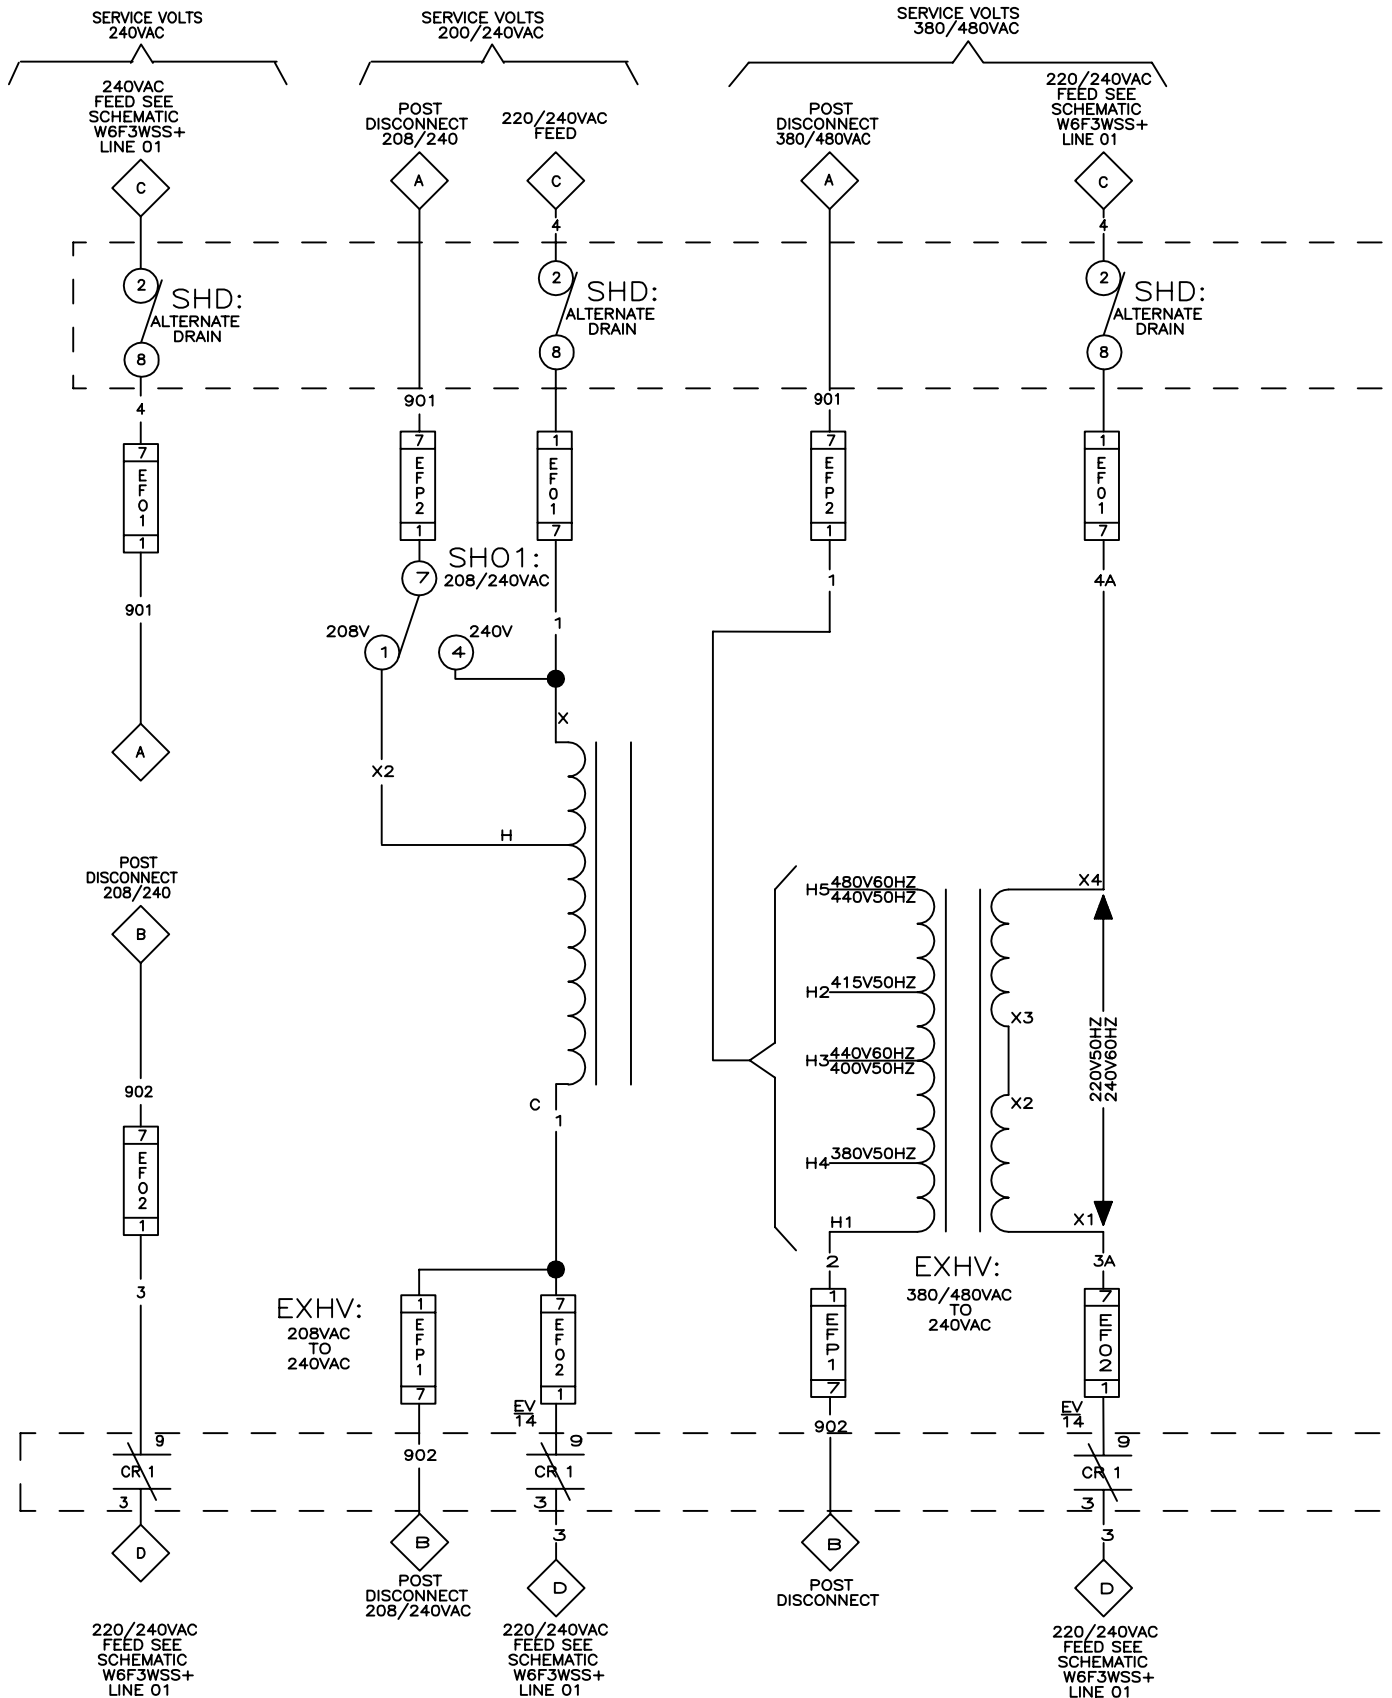 SERVICE VOLTS
240VAC
SERVICE VOLTS
200/240VAC
SERVICE VOLTS
380/480VAC
240VAC
FEED SEE
SCHEMATIC
W6F3WSS+
LINE 01
C
POST
DISCONNECT
208/240
A
220/240VAC
FEED
C
4
POST
DISCONNECT
380/480VAC
A
220/240VAC
FEED SEE
SCHEMATIC
W6F3WSS+
LINE 01
C
4
2
SHD:
ALTERNATE
DRAIN
8
4
2
SHD:
ALTERNATE
DRAIN
8
2
SHD:
ALTERNATE
DRAIN
8
7
EF01
1
901
A
901
7
EFP2
1
SHO1:
208/240VAC
7
208V
1
240V
4
X2
H
1
EF01
7
1
X
C
1
901
7
EFP2
1
1
1
EF01
7
4A
POST
DISCONNECT
208/240
B
902
7
EF02
1
3
9
CR 1
3
D
220/240VAC
FEED SEE
SCHEMATIC
W6F3WSS+
LINE 01
EXHV:
208VAC
TO
240VAC
1
EFP1
7
902
B
POST
DISCONNECT
208/240VAC
7
EF02
1
EV
14
9
CR 1
3
3
D
220/240VAC
FEED SEE
SCHEMATIC
W6F3WSS+
LINE 01
H5
480V60HZ
440V50HZ
H2
415V50HZ
H3
440V60HZ
400V50HZ
H4
380V50HZ
H1
X4
X3
X2
X1
220V50HZ
240V60HZ
2
EXHV:
380/480VAC
TO
240VAC
3A
1
EFP1
7
902
B
POST
DISCONNECT
7
EFO2
1
EV
14
9
CR 1
3
3
D
220/240VAC
FEED SEE
SCHEMATIC
W6F3WSS+
LINE 01